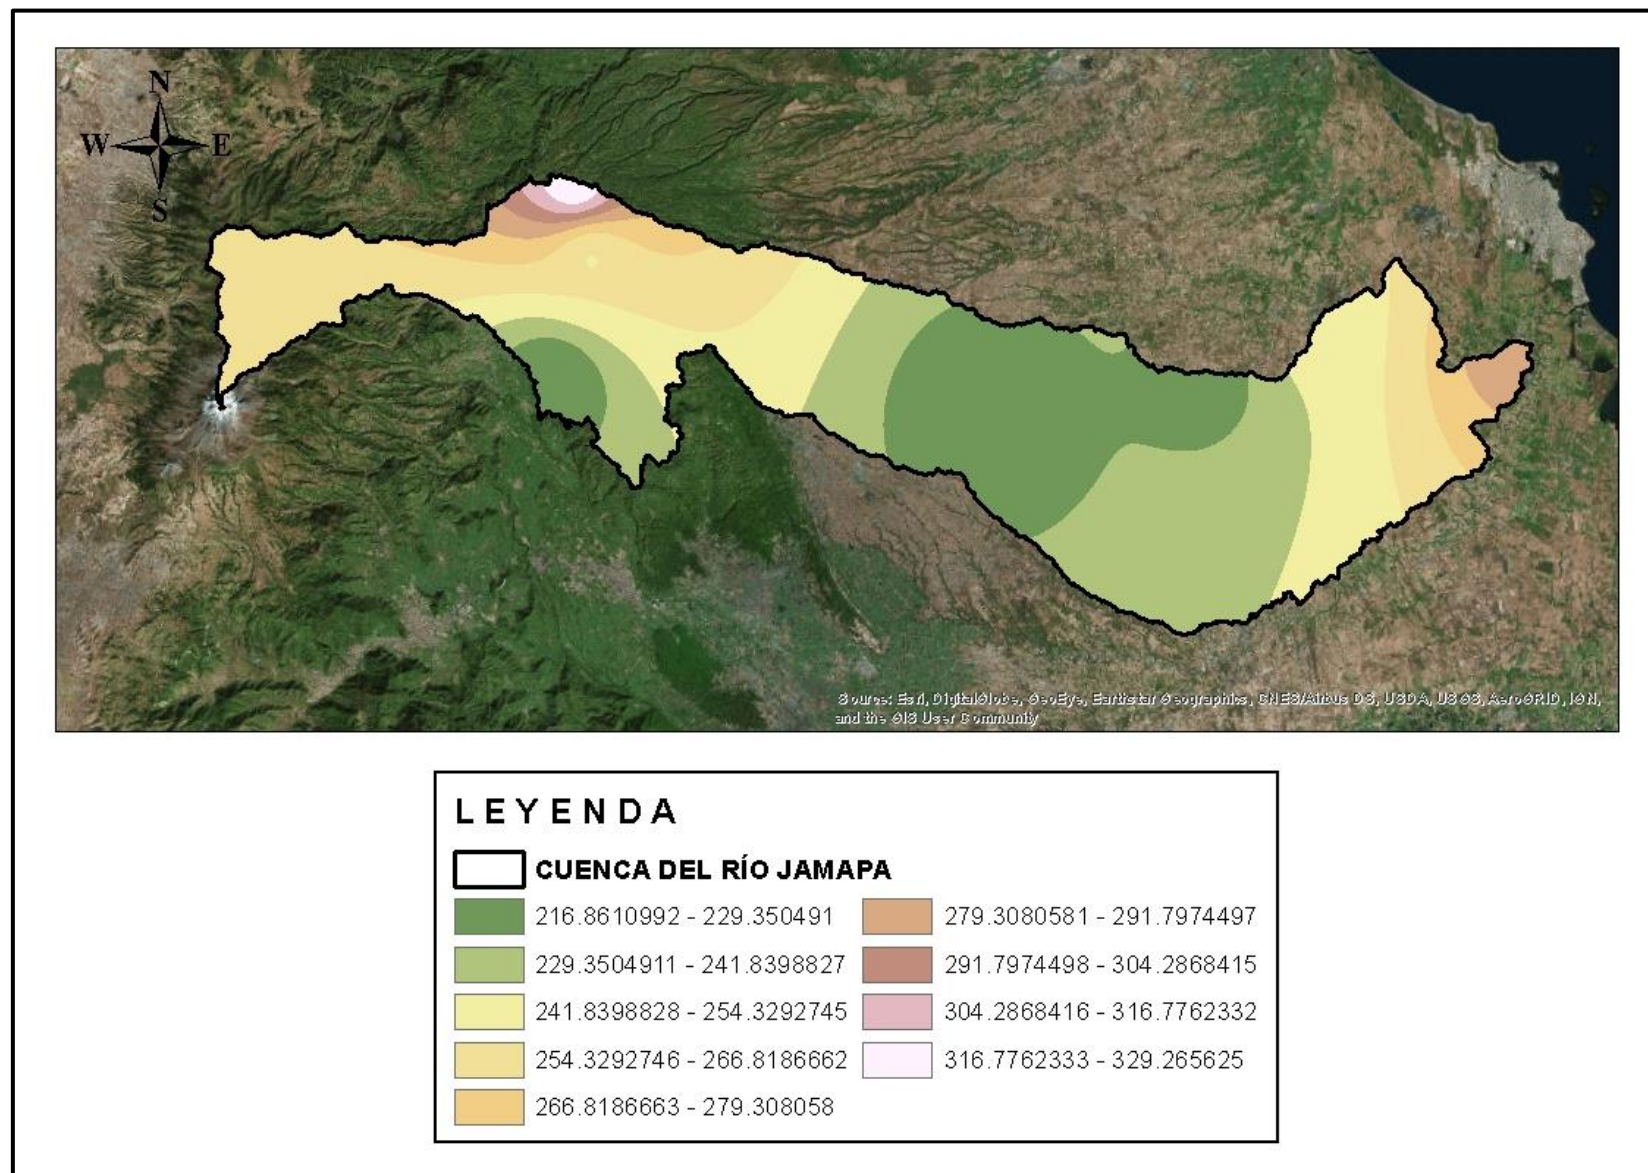 N
W E
S
Source: Esri, DigitalGlobe, GeoEye, Earthstar Geographics, CNES/Airbus DS, USDA, USGS, AeroGRID, IGN,
and the GIS User Community
LEYENDA
CUENCA DEL RÍO JAMAPA
216.8610992 - 229.350491 279.3080581 - 291.7974497
229.3504911 - 241.8398827 291.7974498 - 304.2868415
241.8398828 - 254.3292745 304.2868416 - 316.7762332
254.3292746 - 266.8186662 316.7762333 - 329.265625
266.8186663 - 279.308058